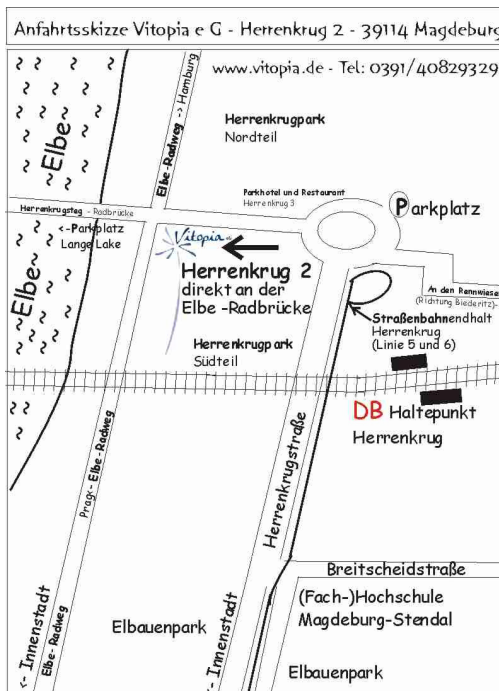 Anfahrtsskizze Vitopia e G - Herrenkrug 2 - 39114 Magdeburg
www.vitopia.de - Tel: 0391/40829329
Elbe
Elbe-Radweg -> Hamburg
Herrenkrugpark
Nordteil
Parkhotel und Restaurant
Herrenkrug 3
Parkplatz
Herrenkrugsteg - Radbrücke
<-Parkplatz
Lange Lake
Vitopia
Herrenkrug 2
direkt an der
Elbe -Radbrücke
Elbe
An den Rennwiesen
(Richtung Biederitz)-
Straßenbahnendhalt
Herrenkrug
(Linie 5 und 6)
Herrenkrugpark
Südteil
DB Haltepunkt
Herrenkrug
Prag<- Elbe-Radweg
Herrenkrugstraße
Breitscheidstraße
(Fach-)Hochschule
Magdeburg-Stendal
Elbauenpark
<- Innenstadt
Elbe-Radweg
<- Innenstadt
Elbauenpark